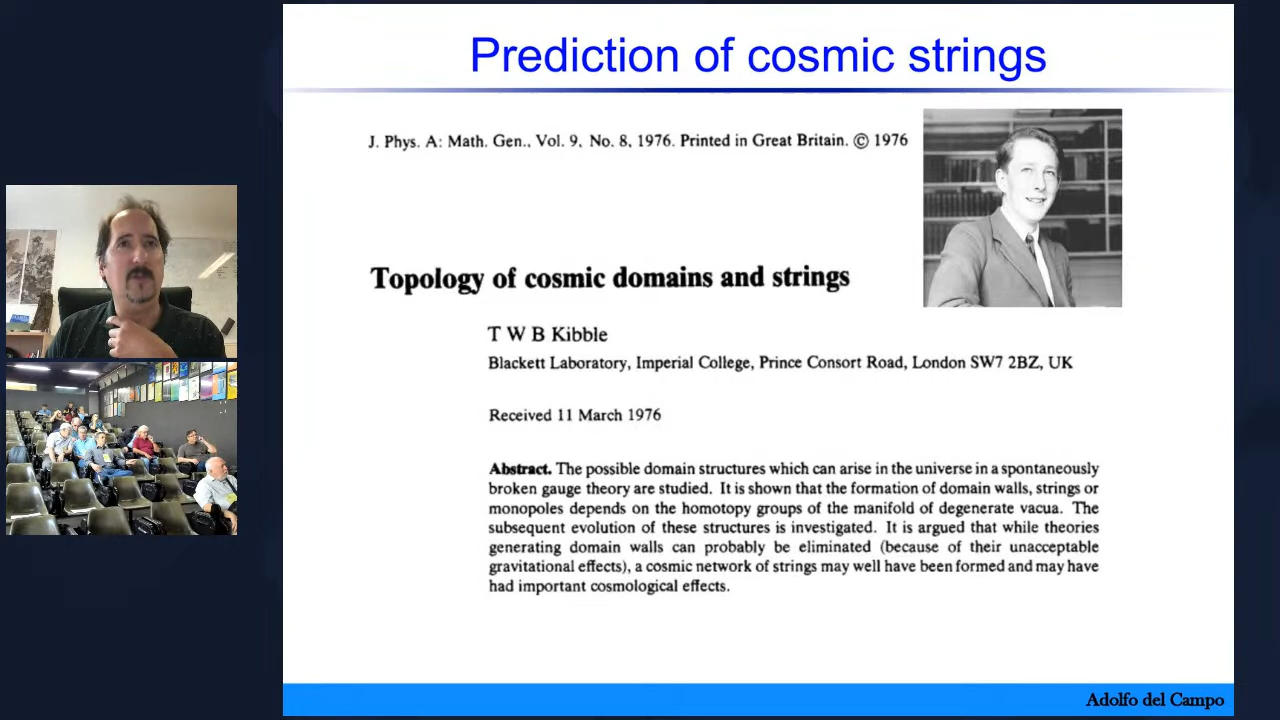 Prediction of cosmic strings
J. Phys. A: Math. Gen., Vol. 9, No. 8, 1976. Printed in Great Britain. © 1976
Topology of cosmic domains and strings
T W B Kibble
Blackett Laboratory, Imperial College, Prince Consort Road, London SW7 2BZ, UK
Received 11 March 1976
Abstract. The possible domain structures which can arise in the universe in a spontaneously
broken gauge theory are studied. It is shown that the formation of domain walls, strings or
monopoles depends on the homotopy groups of the manifold of degenerate vacua. The
subsequent evolution of these structures is investigated. It is argued that while theories
generating domain walls can probably be eliminated (because of their unacceptable
gravitational effects), a cosmic network of strings may well have been formed and may have
had important cosmological effects.
Adolfo del Campo